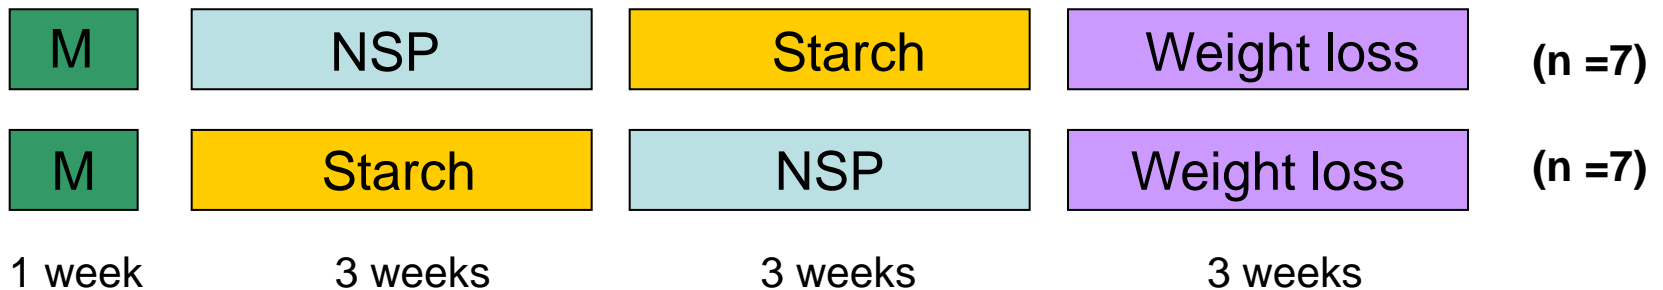 M NSP Starch Weight loss (n =7)
M Starch NSP Weight loss (n =7)
1 week 3 weeks 3 weeks 3 weeks